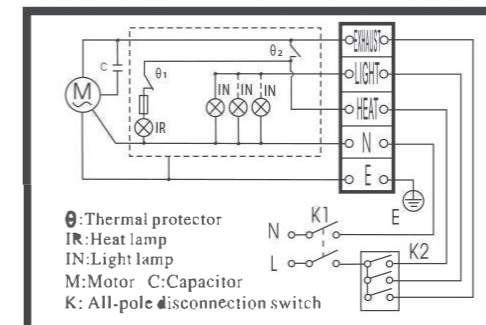 EXHAUST
θ₂
C
θ₁
LIGHT
M
IN IN IN
HEAT
IR
N
E
E
θ:Thermal protector
IR:Heat lamp
IN:Light lamp
M:Motor C:Capacitor
K: All-pole disconnection switch
N
K1
L
K2